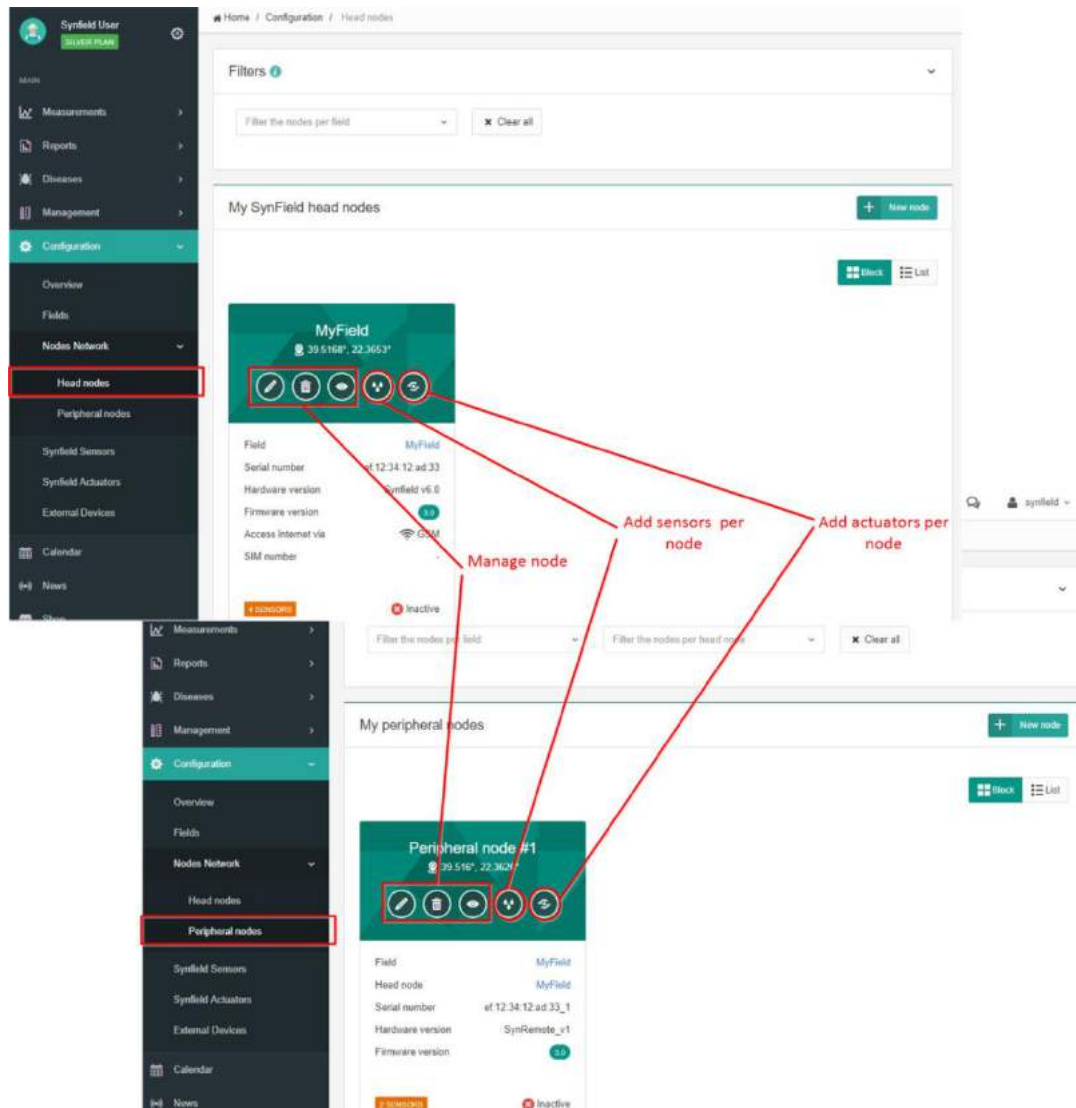 Synfield User
SILVER PLAN
MAIN
Measurements
Reports
Diseases
Management
Configuration
Overview
Fields
Nodes Network
Head nodes
Peripheral nodes
Synfield Sensors
Synfield Actuators
External Devices
Calendar
News
Shop
Home / Configuration / Head nodes
Filters
Filter the nodes per field
Clear all
My SynField head nodes
New node
Block List
MyField
39.5168°, 22.3653°
Field MyField
Serial number ef:12:34:12:ad:33
Hardware version Synfield v6.0
Firmware version 3.0
Access internet via GSM
SIM number -
4 SENSORS Inactive
Manage node
Add sensors per
node
Add actuators per
node
synfield
Measurements
Reports
Diseases
Management
Configuration
Overview
Fields
Nodes Network
Head nodes
Peripheral nodes
Synfield Sensors
Synfield Actuators
External Devices
Calendar
News
Filter the nodes per field
Filter the nodes per head node
Clear all
My peripheral nodes
New node
Block List
Peripheral node #1
39.516°,
Field MyField
Head node MyField
Serial number ef:12:34:12:ad:33_1
Hardware version SynRemote_v1
Firmware version 3.0
SENSORS Inactive